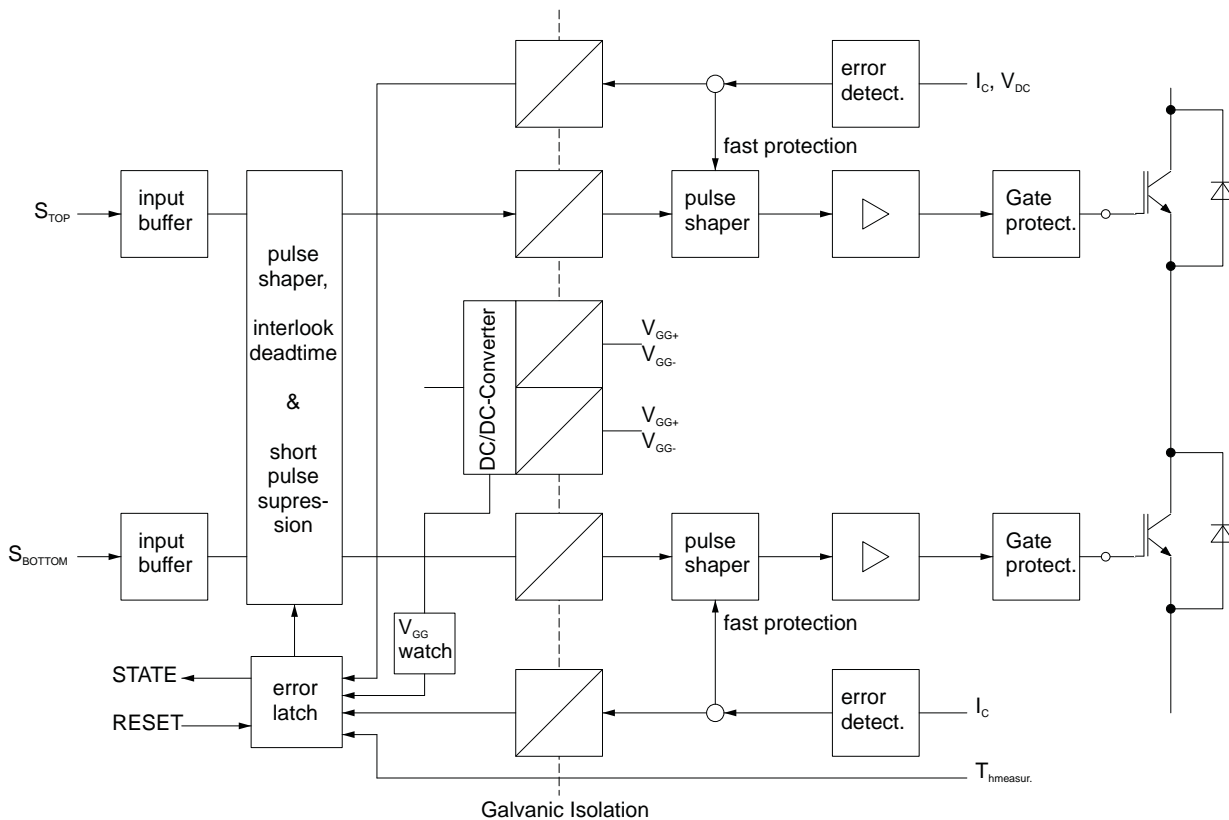 error
detect.
I_C, V_DC
fast protection
S_TOP
input
buffer
pulse
shaper,
interlook
deadtime
&
short
pulse
supres-
sion
pulse
shaper
Gate
protect.
DC/DC-Converter
V_GG+
V_GG-
V_GG+
V_GG-
S_BOTTOM
input
buffer
pulse
shaper
Gate
protect.
fast protection
V_GG
watch
STATE
RESET
error
latch
error
detect.
I_C
T_hmeasur.
Galvanic Isolation